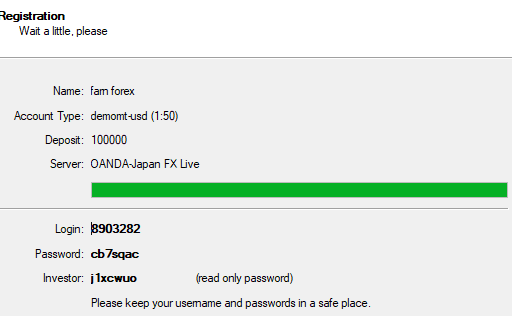 Registration
Wait a little, please
Name: farn forex
Account Type: demomt-usd (1:50)
Deposit: 100000
Server: OANDA-Japan FX Live
Login: 8903282
Password: cb7sqac
Investor: j1xcwuo (read only password)
Please keep your username and passwords in a safe place.